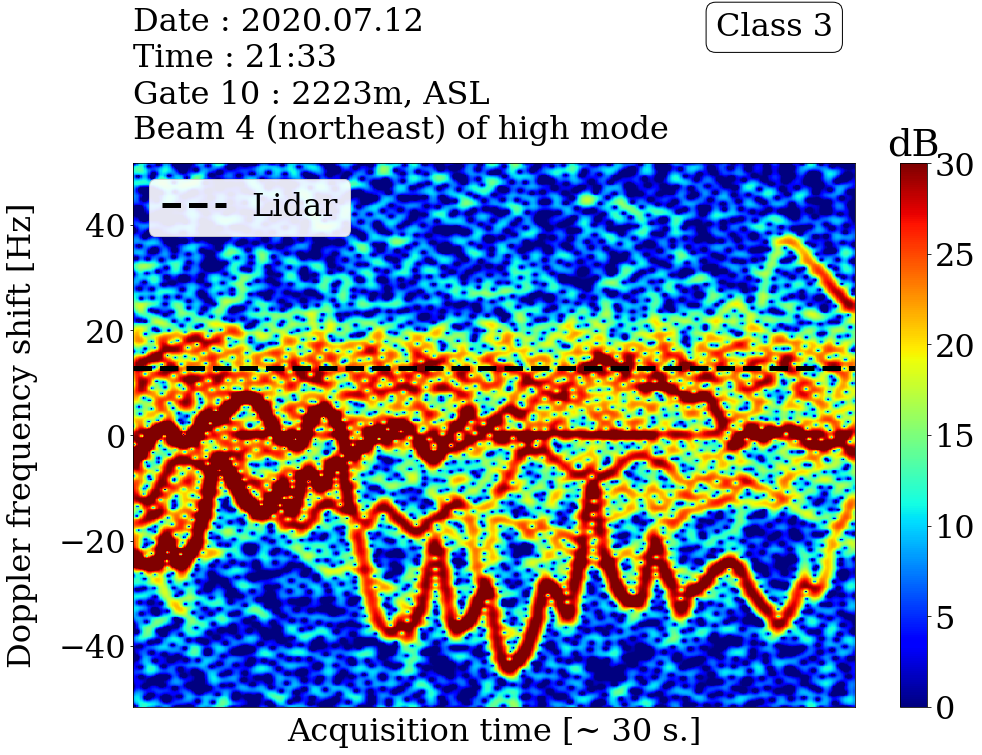 Date : 2020.07.12
Time : 21:33
Gate 10 : 2223m, ASL
Beam 4 (northeast) of high mode
Class 3
dB
Lidar
Doppler frequency shift [Hz]
40
20
0
−20
−40
Acquisition time [~ 30 s.]
30
25
20
15
10
5
0